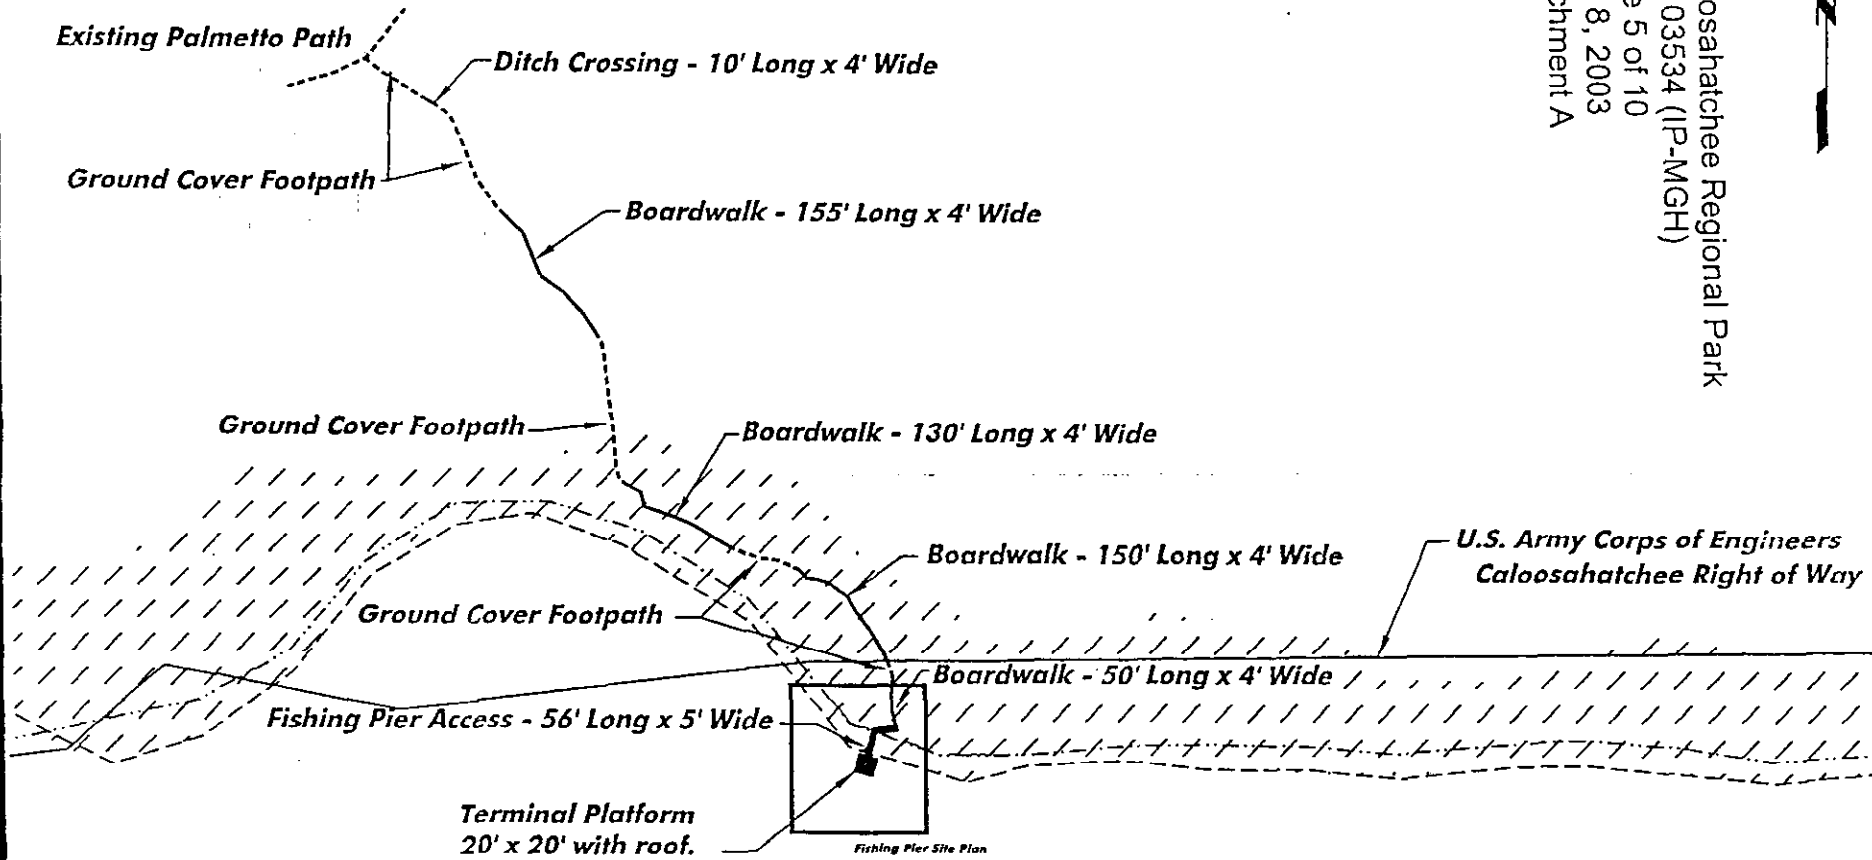 Existing Palmetto Path
Ditch Crossing - 10' Long x 4' Wide
Ground Cover Footpath
Boardwalk - 155' Long x 4' Wide
Ground Cover Footpath
Boardwalk - 130' Long x 4' Wide
Boardwalk - 150' Long x 4' Wide
U.S. Army Corps of Engineers
Caloosahatchee Right of Way
Ground Cover Footpath
Boardwalk - 50' Long x 4' Wide
Fishing Pier Access - 56' Long x 5' Wide
Terminal Platform
20' x 20' with roof.
Fishing Pier Site Plan
Regional Park
03534 (IP-MGH)
5 of 10
8, 2003
A
N